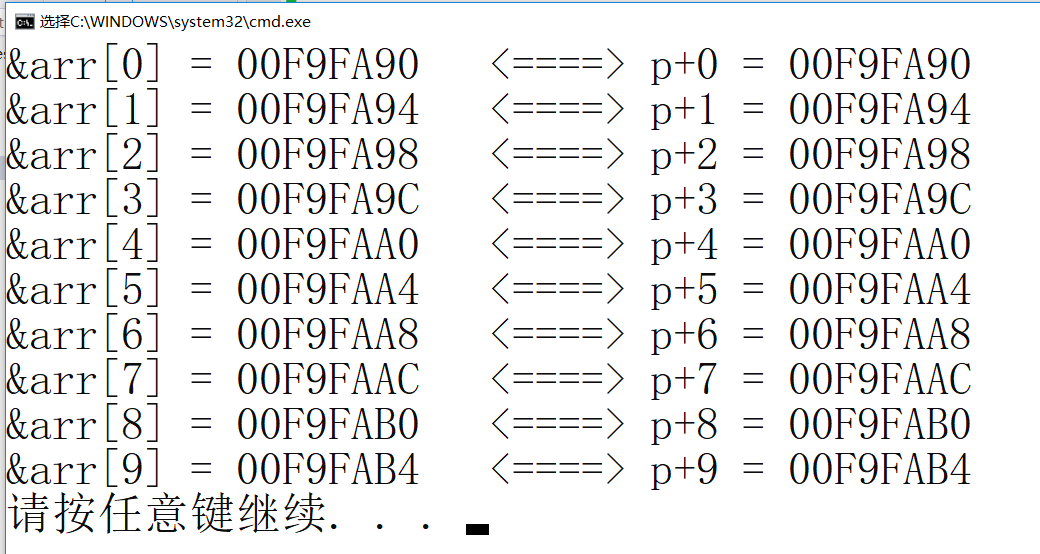 选择C:\WINDOWS\system32\cmd.exe
&arr[0] = 00F9FA90 <====> p+0 = 00F9FA90
&arr[1] = 00F9FA94 <====> p+1 = 00F9FA94
&arr[2] = 00F9FA98 <====> p+2 = 00F9FA98
&arr[3] = 00F9FA9C <====> p+3 = 00F9FA9C
&arr[4] = 00F9FAA0 <====> p+4 = 00F9FAA0
&arr[5] = 00F9FAA4 <====> p+5 = 00F9FAA4
&arr[6] = 00F9FAA8 <====> p+6 = 00F9FAA8
&arr[7] = 00F9FAAC <====> p+7 = 00F9FAAC
&arr[8] = 00F9FAB0 <====> p+8 = 00F9FAB0
&arr[9] = 00F9FAB4 <====> p+9 = 00F9FAB4
请按任意键继续. . .